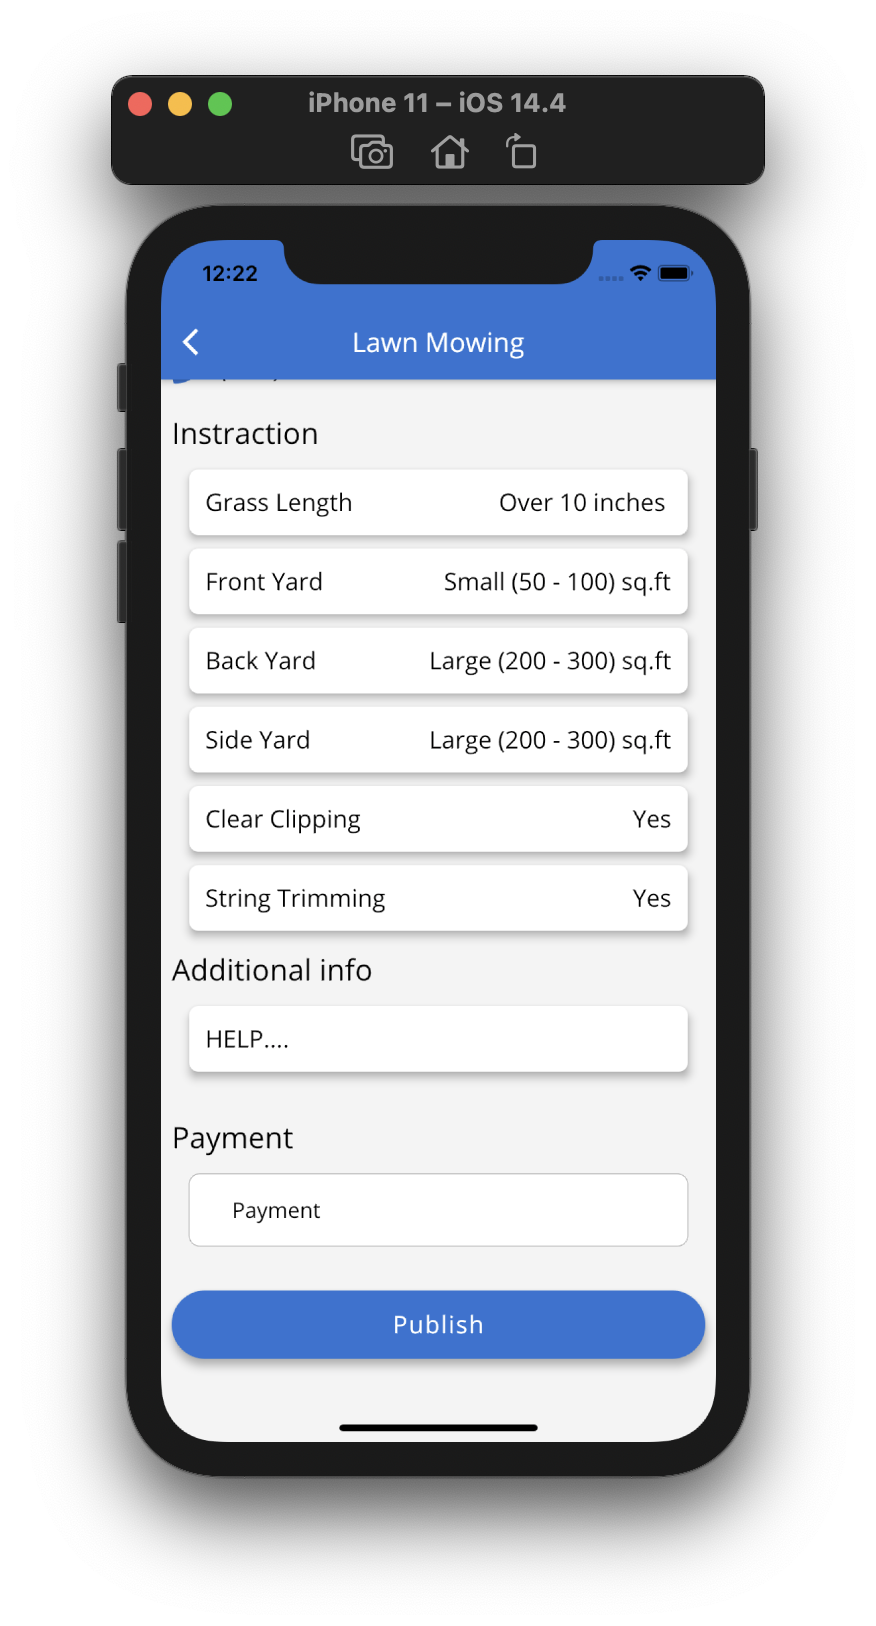 iPhone 11 – iOS 14.4
12:22
Lawn Mowing
Instraction
Grass Length Over 10 inches
Front Yard Small (50 - 100) sq.ft
Back Yard Large (200 - 300) sq.ft
Side Yard Large (200 - 300) sq.ft
Clear Clipping Yes
String Trimming Yes
Additional info
HELP....
Payment
Payment
Publish